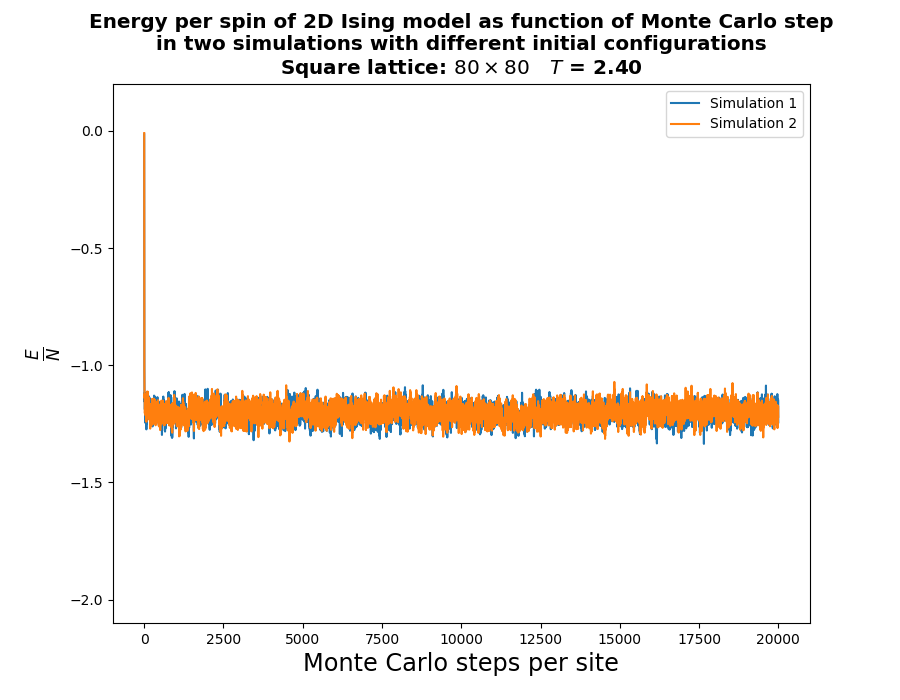 Energy per spin of 2D Ising model as function of Monte Carlo step
in two simulations with different initial configurations
Square lattice: 80 × 80 T = 2.40
Simulation 1
Simulation 2
0.0
−0.5
−1.0
−1.5
−2.0
E
N
0 2500 5000 7500 10000 12500 15000 17500 20000
Monte Carlo steps per site